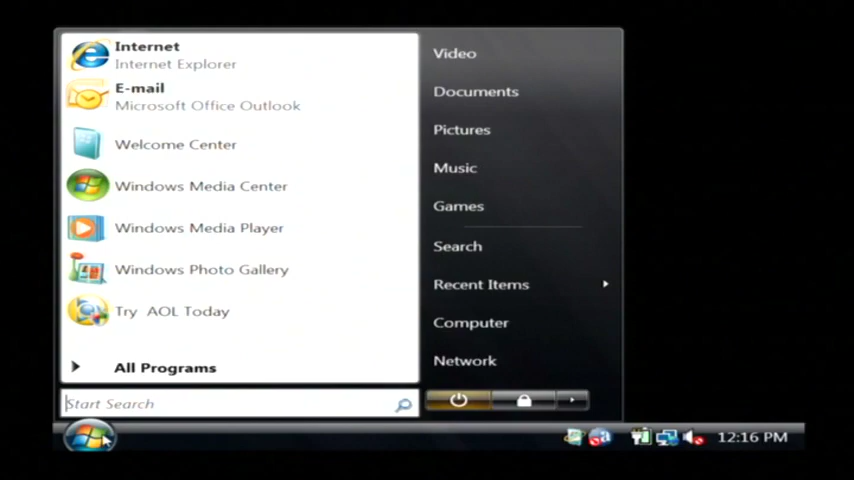 Internet
Internet Explorer
E-mail
Microsoft Office Outlook
Welcome Center
Windows Media Center
Windows Media Player
Windows Photo Gallery
Try AOL Today
All Programs
Start Search
Video
Documents
Pictures
Music
Games
Search
Recent Items
Computer
Network
12:16 PM